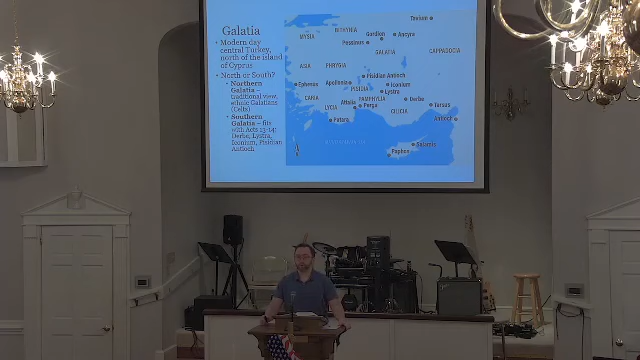 Galatia
• Modern day
central Turkey,
north of the island
of Cyprus
• North or South?
• Northern
Galatia –
traditional view,
ethnic Galatians
(Celts)
• Southern
Galatia – fits
with Acts 13-14;
Derbe, Lystra,
Iconium, Pisidian
Antioch
Tavium
MYSIA
BITHYNIA
Gordion
Ancyra
Pessinus
GALATIA
CAPPADOCIA
ASIA
PHRYGIA
Pisidian Antioch
Ephesus
Apollonia
Iconium
PISIDIA
Lystra
CARIA
PAMPHYLIA
Derbe
Attalia
Perga
LYCIA
CILICIA
Tarsus
Patara
Antioch
Salamis
Paphos